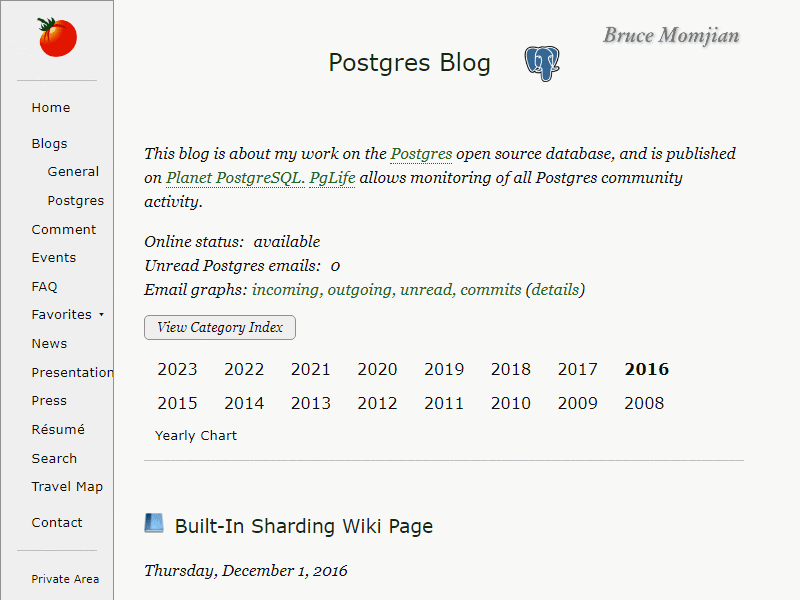 Bruce Momjian
Postgres Blog
Home
Blogs
General
Postgres
Comment
Events
FAQ
Favorites
News
Presentation
Press
Résumé
Search
Travel Map
Contact
Private Area
This blog is about my work on the Postgres open source database, and is published
on Planet PostgreSQL. PgLife allows monitoring of all Postgres community
activity.
Online status: available
Unread Postgres emails: 0
Email graphs: incoming, outgoing, unread, commits (details)
View Category Index
2023 2022 2021 2020 2019 2018 2017 2016
2015 2014 2013 2012 2011 2010 2009 2008
Yearly Chart
Built-In Sharding Wiki Page
Thursday, December 1, 2016